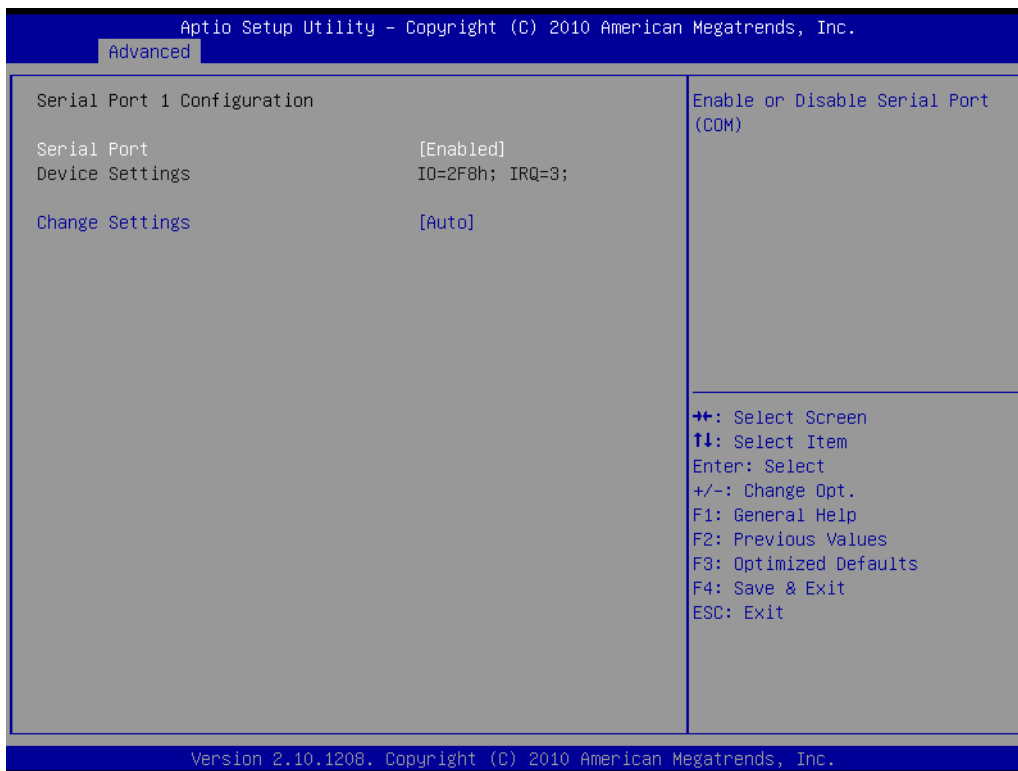 Aptio Setup Utility – Copyright (C) 2010 American Megatrends, Inc.
Advanced
Serial Port 1 Configuration
Serial Port [Enabled]
Device Settings IO=2F8h; IRQ=3;
Change Settings [Auto]
Enable or Disable Serial Port
(COM)
→←: Select Screen
↑↓: Select Item
Enter: Select
+/-: Change Opt.
F1: General Help
F2: Previous Values
F3: Optimized Defaults
F4: Save & Exit
ESC: Exit
Version 2.10.1208. Copyright (C) 2010 American Megatrends, Inc.